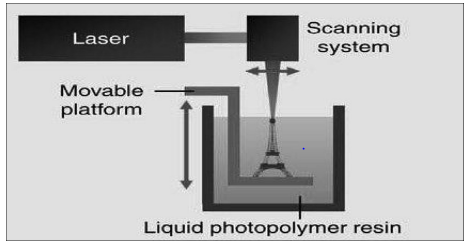 Laser
Scanning
system
Movable
platform
Liquid photopolymer resin